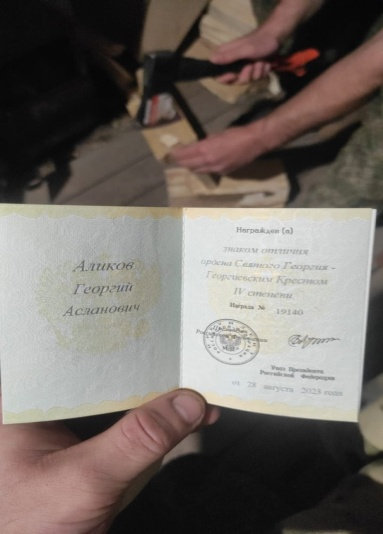 Аликов
Георгий
Асланович
Награжден (а)
знаком отличия
ордена Святого Георгия -
Георгиевским Крестом
IV степени
Награда № 19140
Указ Президента
Российской Федерации
от 28 августа 2023 года